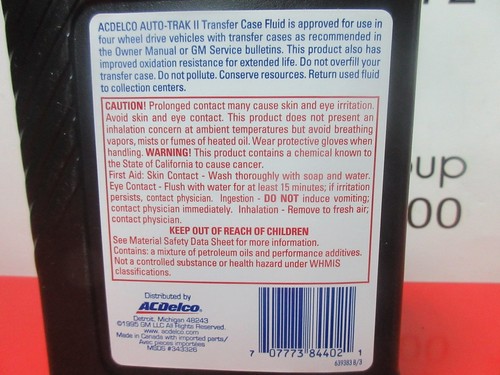 ACDELCO AUTO-TRAK II Transfer Case Fluid is approved for use in
four wheel drive vehicles with transfer cases as recommended in
the Owner Manual or GM Service bulletins. This product also has
improved oxidation resistance for extended life. Do not overfill your
transfer case. Do not pollute. Conserve resources. Return used fluid
to collection centers.
CAUTION! Prolonged contact many cause skin and eye irritation.
Avoid skin and eye contact. This product does not present an
inhalation concern at ambient temperatures but avoid breathing
vapors, mists or fumes of heated oil. Wear protective gloves when
handling. WARNING! This product contains a chemical known to
the State of California to cause cancer.
First Aid: Skin Contact - Wash thoroughly with soap and water.
Eye Contact - Flush with water for at least 15 minutes; if irritation
persists, contact physician. Ingestion - DO NOT induce vomiting;
contact physician immediately. Inhalation - Remove to fresh air;
contact physician.
KEEP OUT OF REACH OF CHILDREN
See Material Safety Data Sheet for more information.
Contains: a mixture of petroleum oils and performance additives.
Not a controlled substance or health hazard under WHMIS
classifications.
Distributed by
ACDelco®
Detroit, Michigan 48243
©1995 GM LLC All Rights Reserved.
www.acdelco.com
Made in Canada with imported parts/
Avec pieces importees
MSDS #343326
7 07773 84402 1
639383 8/3
oup
00